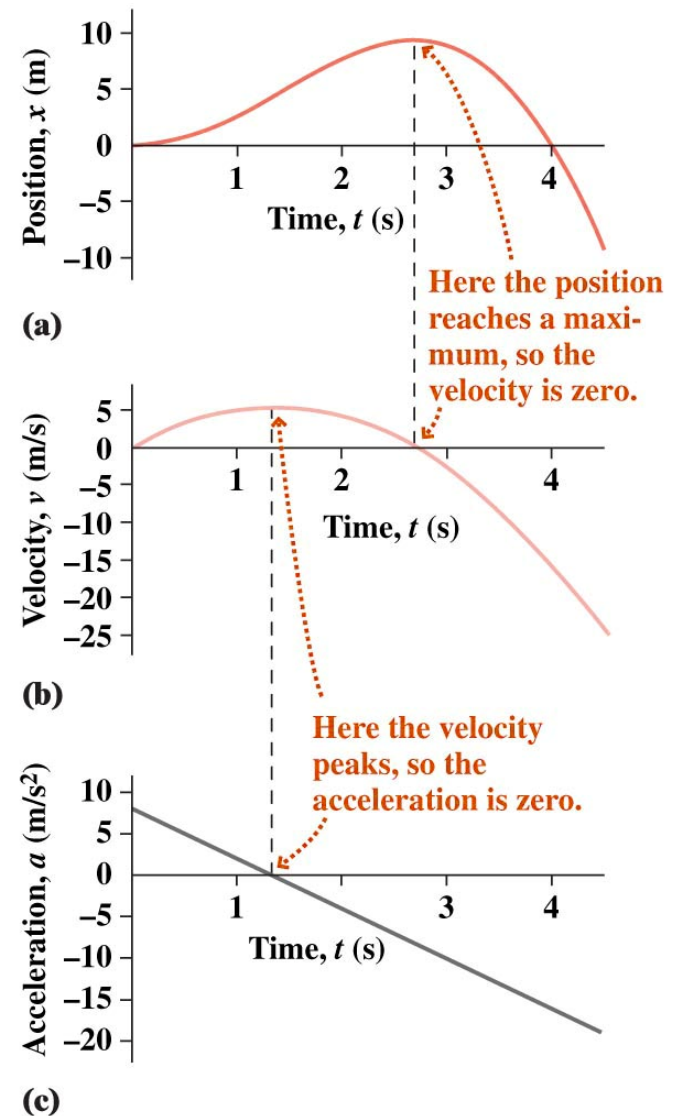 10
5
0
−5
−10
Position, x (m)
1 2 3 4
Time, t (s)
Here the position
reaches a maxi-
mum, so the
velocity is zero.
(a)
5
0
−5
−10
−15
−20
−25
Velocity, v (m/s)
1 2 4
Time, t (s)
(b)
Here the velocity
peaks, so the
acceleration is zero.
10
5
0
−5
−10
−15
−20
Acceleration, a (m/s²)
1 3 4
Time, t (s)
(c)